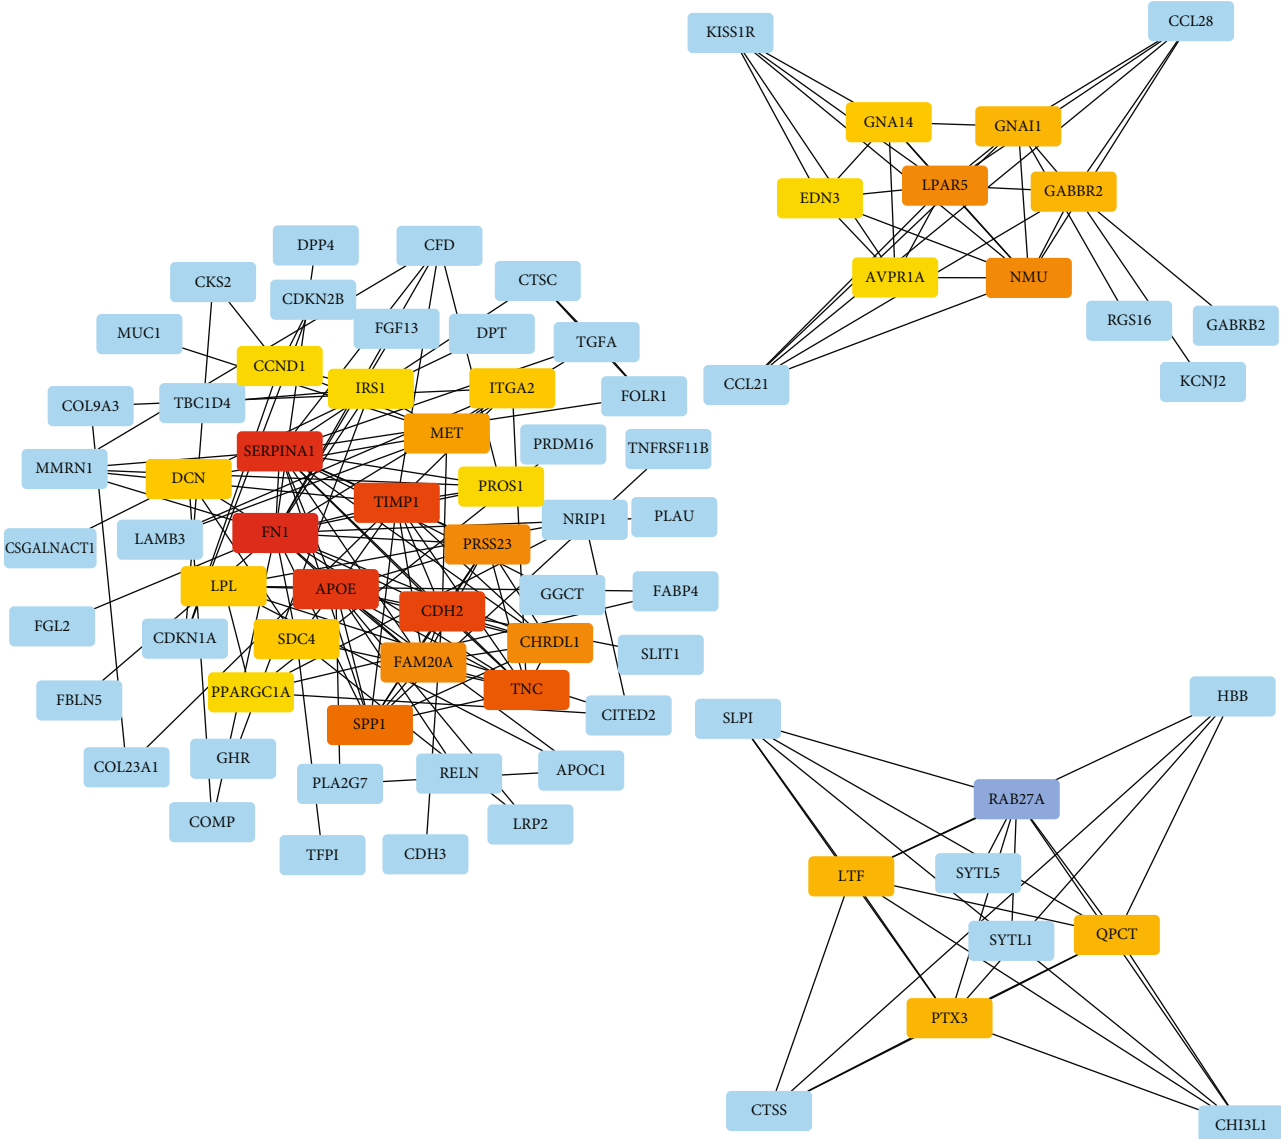 KISS1R
CCL28
GNA14
GNAI1
LPAR5
EDN3
GABBR2
AVPR1A
NMU
RGS16
GABRB2
CCL21
KCNJ2
DPP4
CFD
CKS2
CDKN2B
CTSC
MUC1
FGF13
DPT
TGFA
CCND1
IRS1
ITGA2
FOLR1
COL9A3
TBC1D4
MET
SERPINA1
PRDM16
TNFRSF11B
MMRN1
DCN
PROS1
TIMP1
NRIP1
PLAU
CSGALNACT1
LAMB3
FN1
PRSS23
LPL
APOE
GGCT
FABP4
CDH2
FGL2
CDKN1A
SDC4
CHRDL1
SLIT1
FAM20A
FBLN5
PPARGC1A
TNC
CITED2
SPP1
COL23A1
GHR
PLA2G7
RELN
APOC1
COMP
LRP2
TFPI
CDH3
SLPI
HBB
RAB27A
LTF
SYTL5
SYTL1
QPCT
PTX3
CTSS
CHI3L1